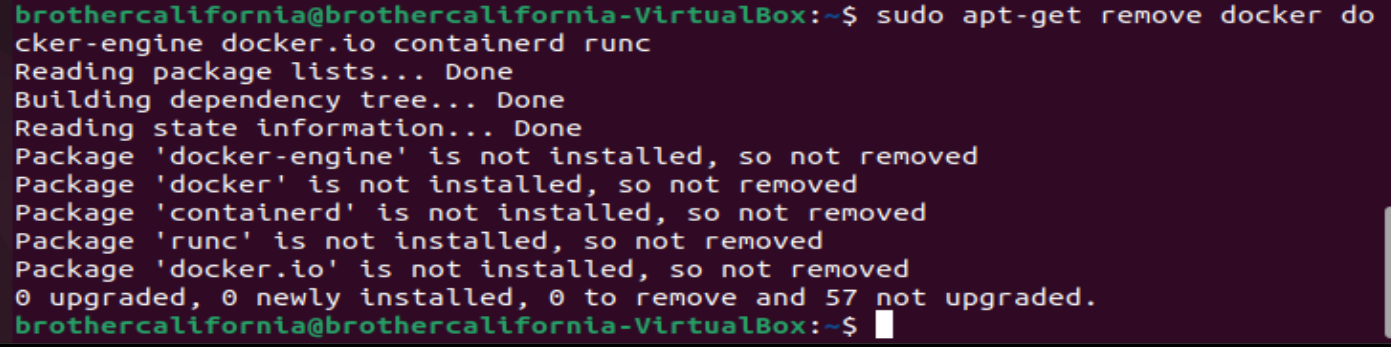 brothercalifornia@brothercalifornia-VirtualBox:~$ sudo apt-get remove docker do
cker-engine docker.io containerd runc
Reading package lists... Done
Building dependency tree... Done
Reading state information... Done
Package 'docker-engine' is not installed, so not removed
Package 'docker' is not installed, so not removed
Package 'containerd' is not installed, so not removed
Package 'runc' is not installed, so not removed
Package 'docker.io' is not installed, so not removed
0 upgraded, 0 newly installed, 0 to remove and 57 not upgraded.
brothercalifornia@brothercalifornia-VirtualBox:~$